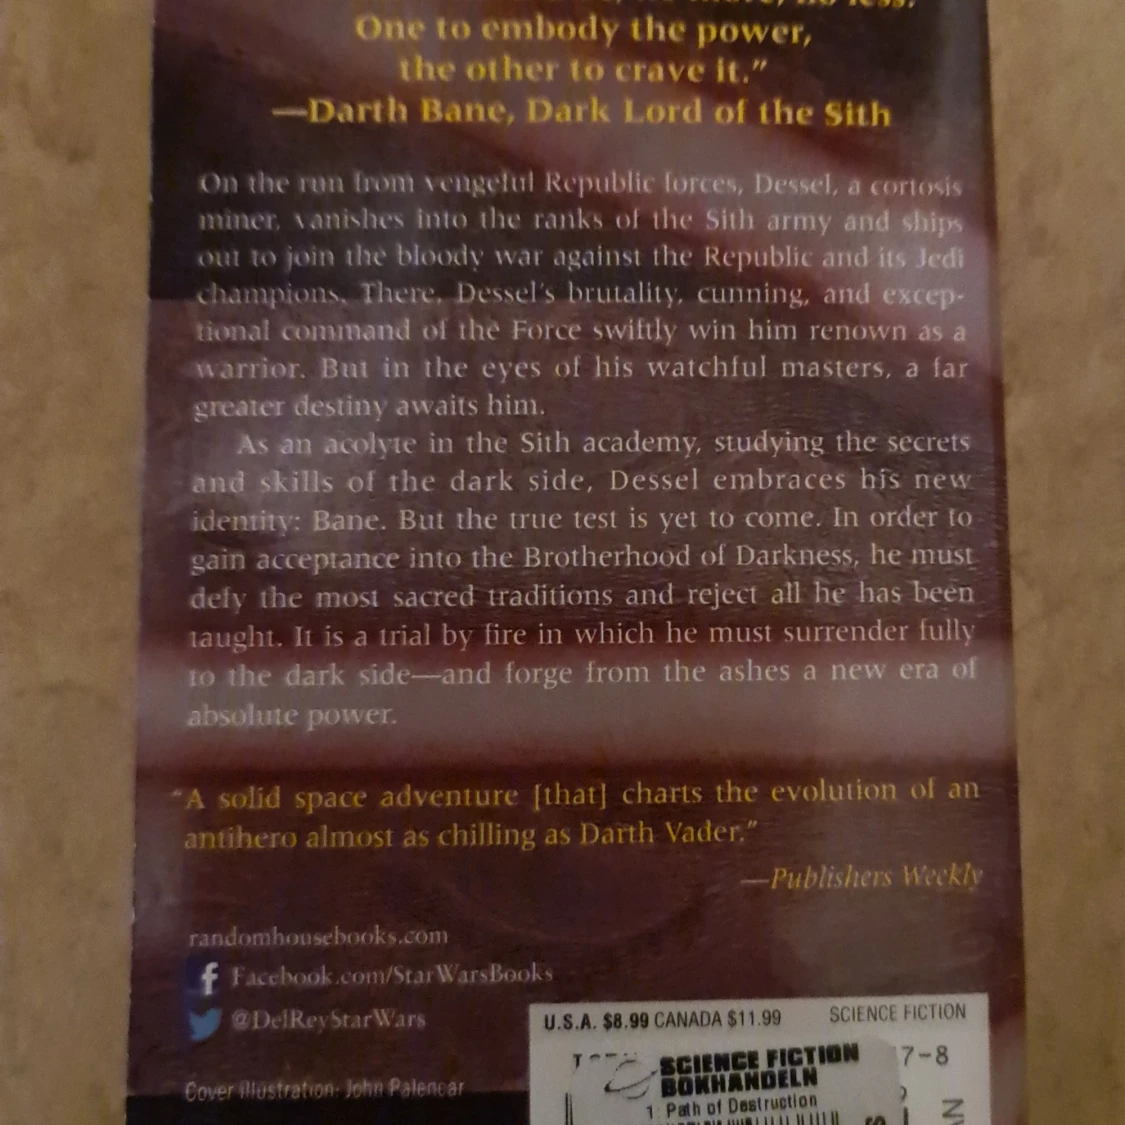 no less.
One to embody the power,
the other to crave it.”
—Darth Bane, Dark Lord of the Sith
On the run from vengeful Republic forces, Dessel, a cortosis
miner, vanishes into the ranks of the Sith army and ships
out to join the bloody war against the Republic and its Jedi
champions. There, Dessel's brutality, cunning, and excep-
tional command of the Force swiftly win him renown as a
warrior. But in the eyes of his watchful masters, a far
greater destiny awaits him.
As an acolyte in the Sith academy, studying the secrets
and skills of the dark side, Dessel embraces his new
identity: Bane. But the true test is yet to come. In order to
gain acceptance into the Brotherhood of Darkness, he must
defy the most sacred traditions and reject all he has been
taught. It is a trial by fire in which he must surrender fully
to the dark side—and forge from the ashes a new era of
absolute power.
“A solid space adventure [that] charts the evolution of an
antihero almost as chilling as Darth Vader.”
—Publishers Weekly
randomhousebooks.com
f Facebook.com/StarWarsBooks
@DelReyStarWars
U.S.A. $8.99 CANADA $11.99 SCIENCE FICTION
7-8
SCIENCE FICTION
BOKHANDELN
1: Path of Destruction
Cover illustration: John Palencar